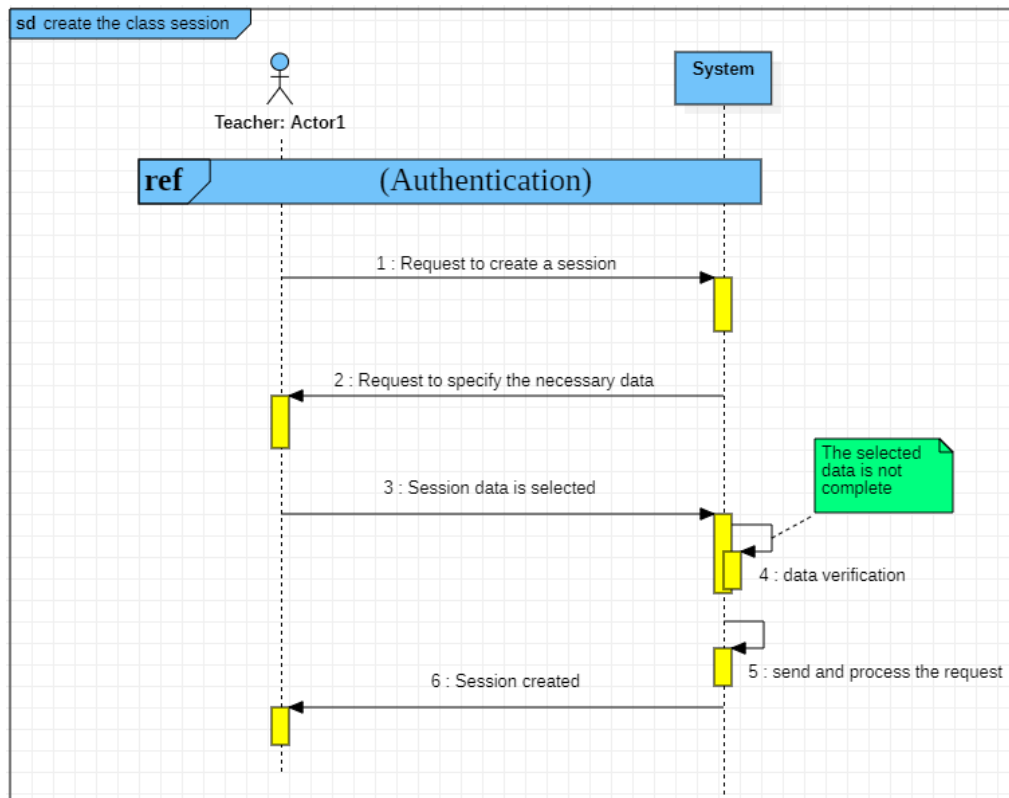 sd create the class session
System
Teacher: Actor1
ref (Authentication)
1 : Request to create a session
2 : Request to specify the necessary data
The selected
data is not
complete
3 : Session data is selected
4 : data verification
5 : send and process the request
6 : Session created